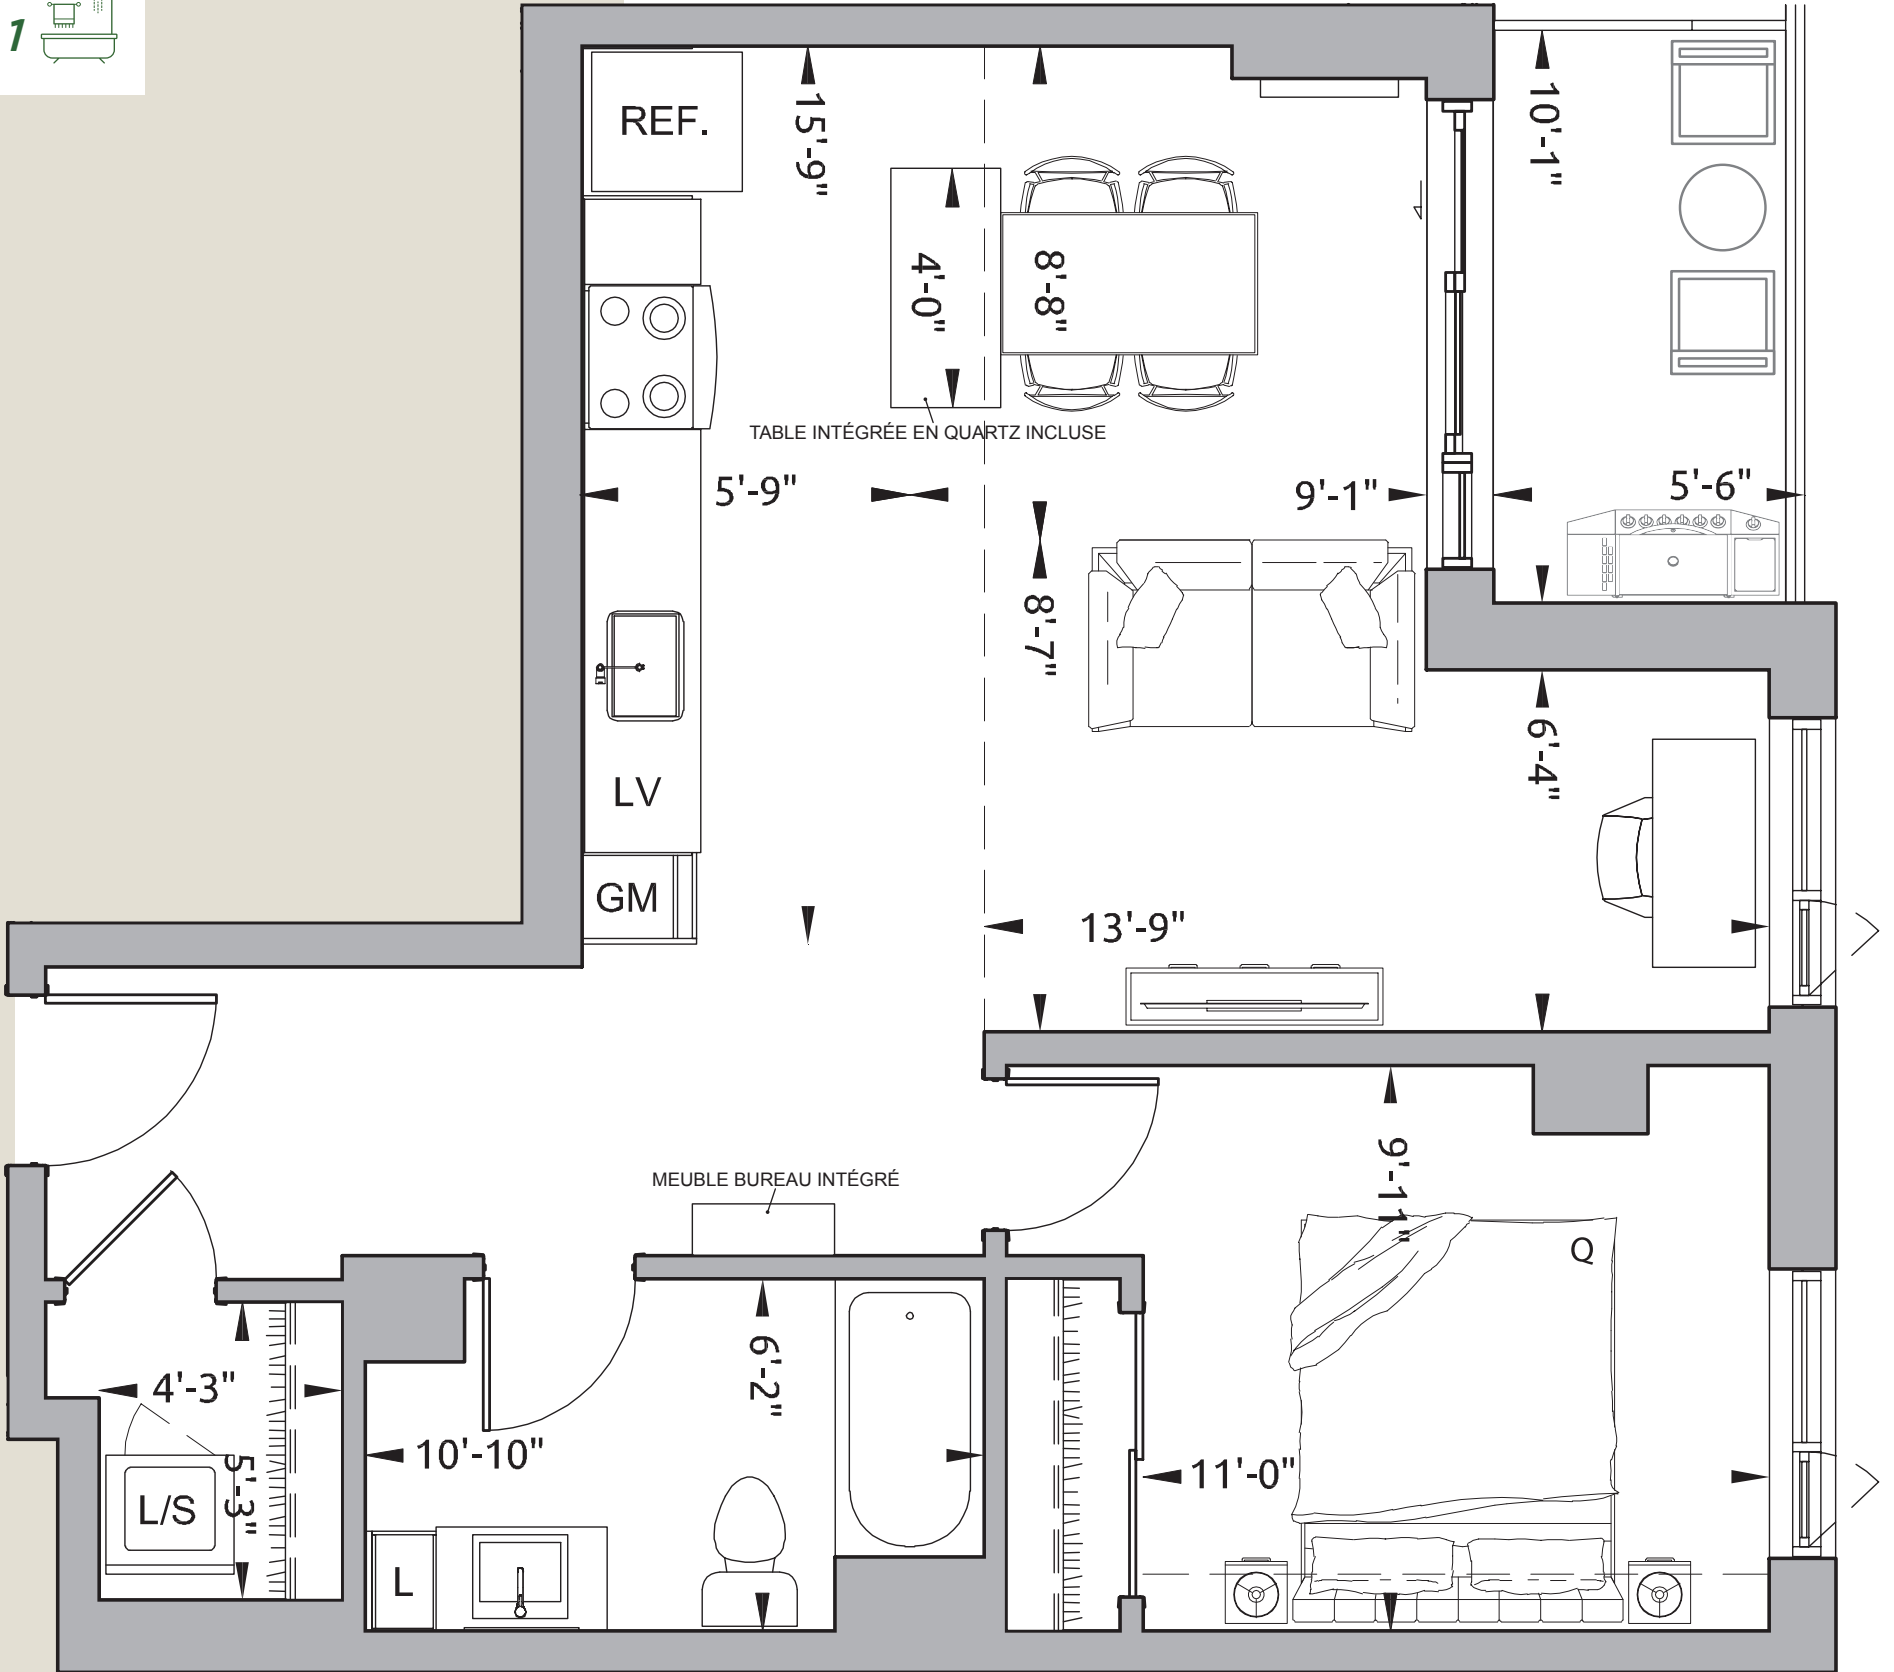 1
REF.
15'-9"
10'-1"
4'-0"
8'-8"
TABLE INTÉGRÉE EN QUARTZ INCLUSE
5'-9"
9'-1"
5'-6"
8'-7"
6'-4"
LV
GM
13'-9"
MEUBLE BUREAU INTÉGRÉ
9'-11"
Q
6'-2"
4'-3"
10'-10"
11'-0"
5'-3"
L/S
L